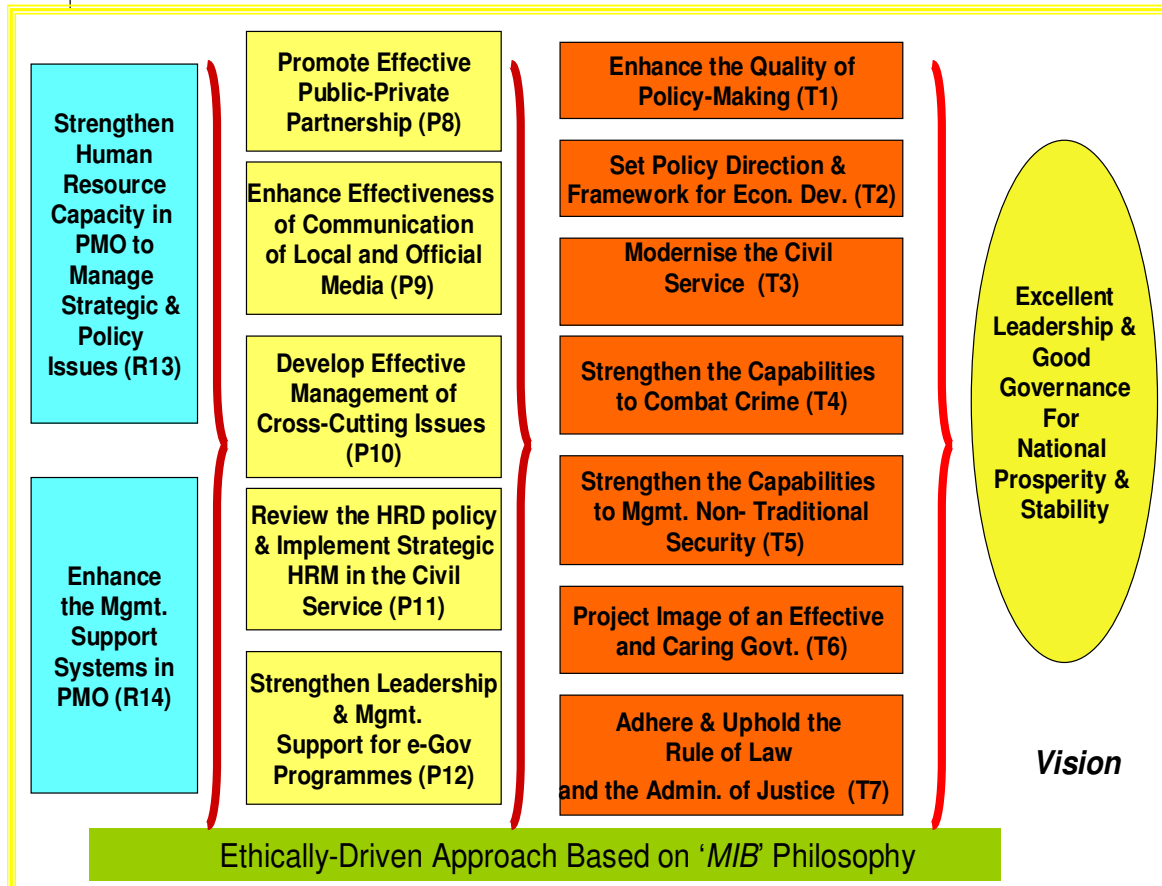 Strengthen
Human
Resource
Capacity in
PMO to
Manage
Strategic &
Policy
Issues (R13)
Enhance
the Mgmt.
Support
Systems in
PMO (R14)
Promote Effective
Public-Private
Partnership (P8)
Enhance Effectiveness
of Communication
of Local and Official
Media (P9)
Develop Effective
Management of
Cross-Cutting Issues
(P10)
Review the HRD policy
& Implement Strategic
HRM in the Civil
Service (P11)
Strengthen Leadership
& Mgmt.
Support for e-Gov
Programmes (P12)
Enhance the Quality of
Policy-Making (T1)
Set Policy Direction &
Framework for Econ. Dev. (T2)
Modernise the Civil
Service (T3)
Strengthen the Capabilities
to Combat Crime (T4)
Strengthen the Capabilities
to Mgmt. Non- Traditional
Security (T5)
Project Image of an Effective
and Caring Govt. (T6)
Adhere & Uphold the
Rule of Law
and the Admin. of Justice (T7)
Excellent
Leadership &
Good
Governance
For
National
Prosperity &
Stability
Vision
Ethically-Driven Approach Based on ‘MIB’ Philosophy